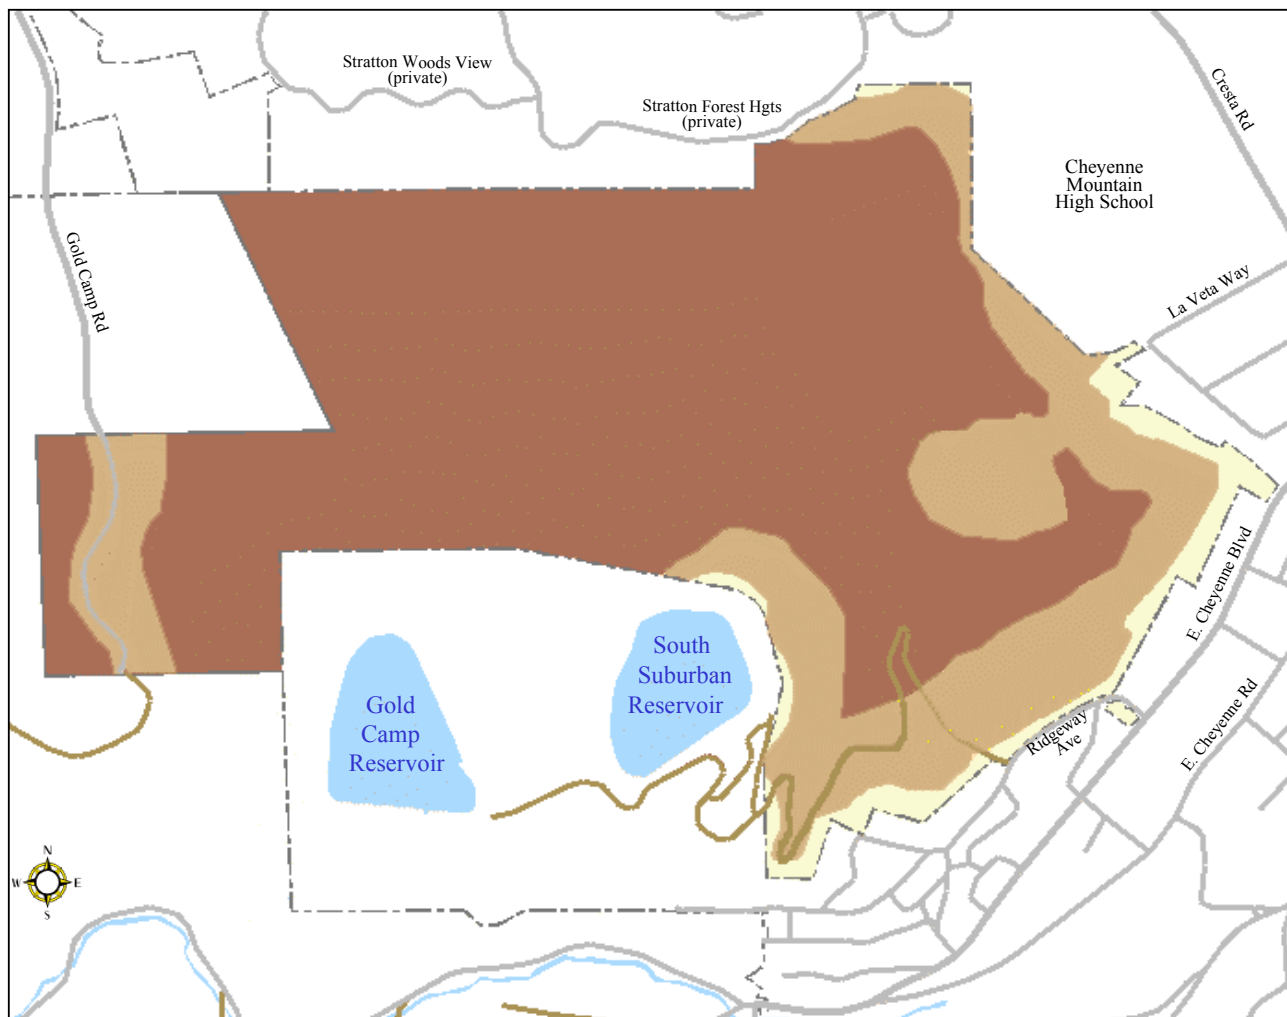 Stratton Woods View
(private)
Stratton Forest Hgts
(private)
Cresta Rd
Cheyenne
Mountain
High School
Gold Camp Rd
La Veta Way
E. Cheyenne Blvd
South
Suburban
Reservoir
Gold
Camp
Reservoir
Ridgeway
Ave
E. Cheyenne Rd
N
W
E
S